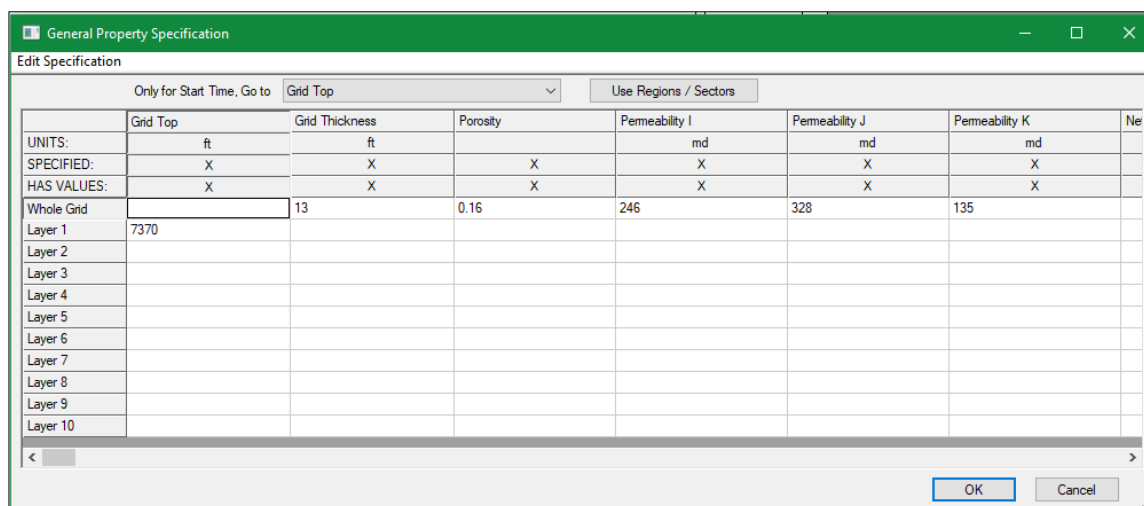 General Property Specification
Edit Specification
Only for Start Time, Go to Grid Top Use Regions / Sectors
Grid Top Grid Thickness Porosity Permeability I Permeability J Permeability K Net
UNITS: ft ft md md md
SPECIFIED: X X X X X X
HAS VALUES: X X X X X X
Whole Grid 13 0.16 246 328 135
Layer 1 7370
Layer 2
Layer 3
Layer 4
Layer 5
Layer 6
Layer 7
Layer 8
Layer 9
Layer 10
OK Cancel